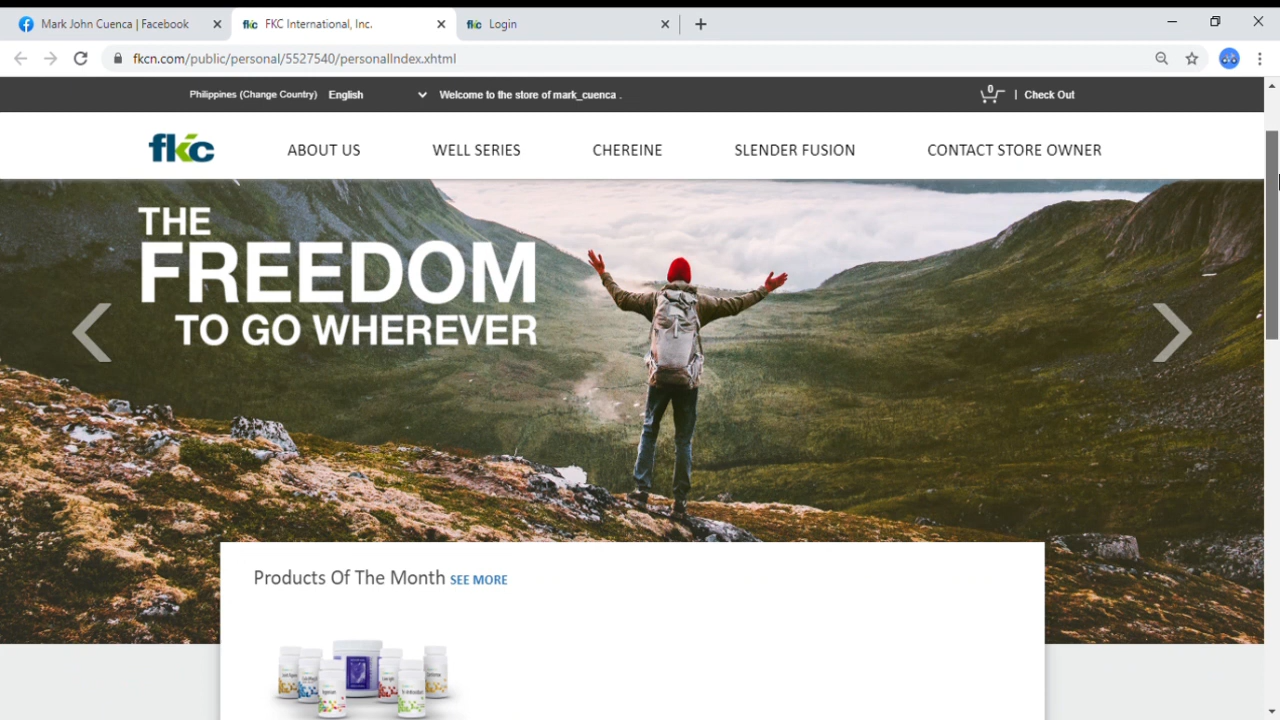 Mark John Cuenca | Facebook
FKC International, Inc.
Login
fkcn.com/public/personal/5527540/personalIndex.xhtml
Philippines (Change Country) English Welcome to the store of mark_cuenca . 0 | Check Out
fkc ABOUT US WELL SERIES CHEREINE SLENDER FUSION CONTACT STORE OWNER
THE
FREEDOM
TO GO WHEREVER
Products Of The Month SEE MORE